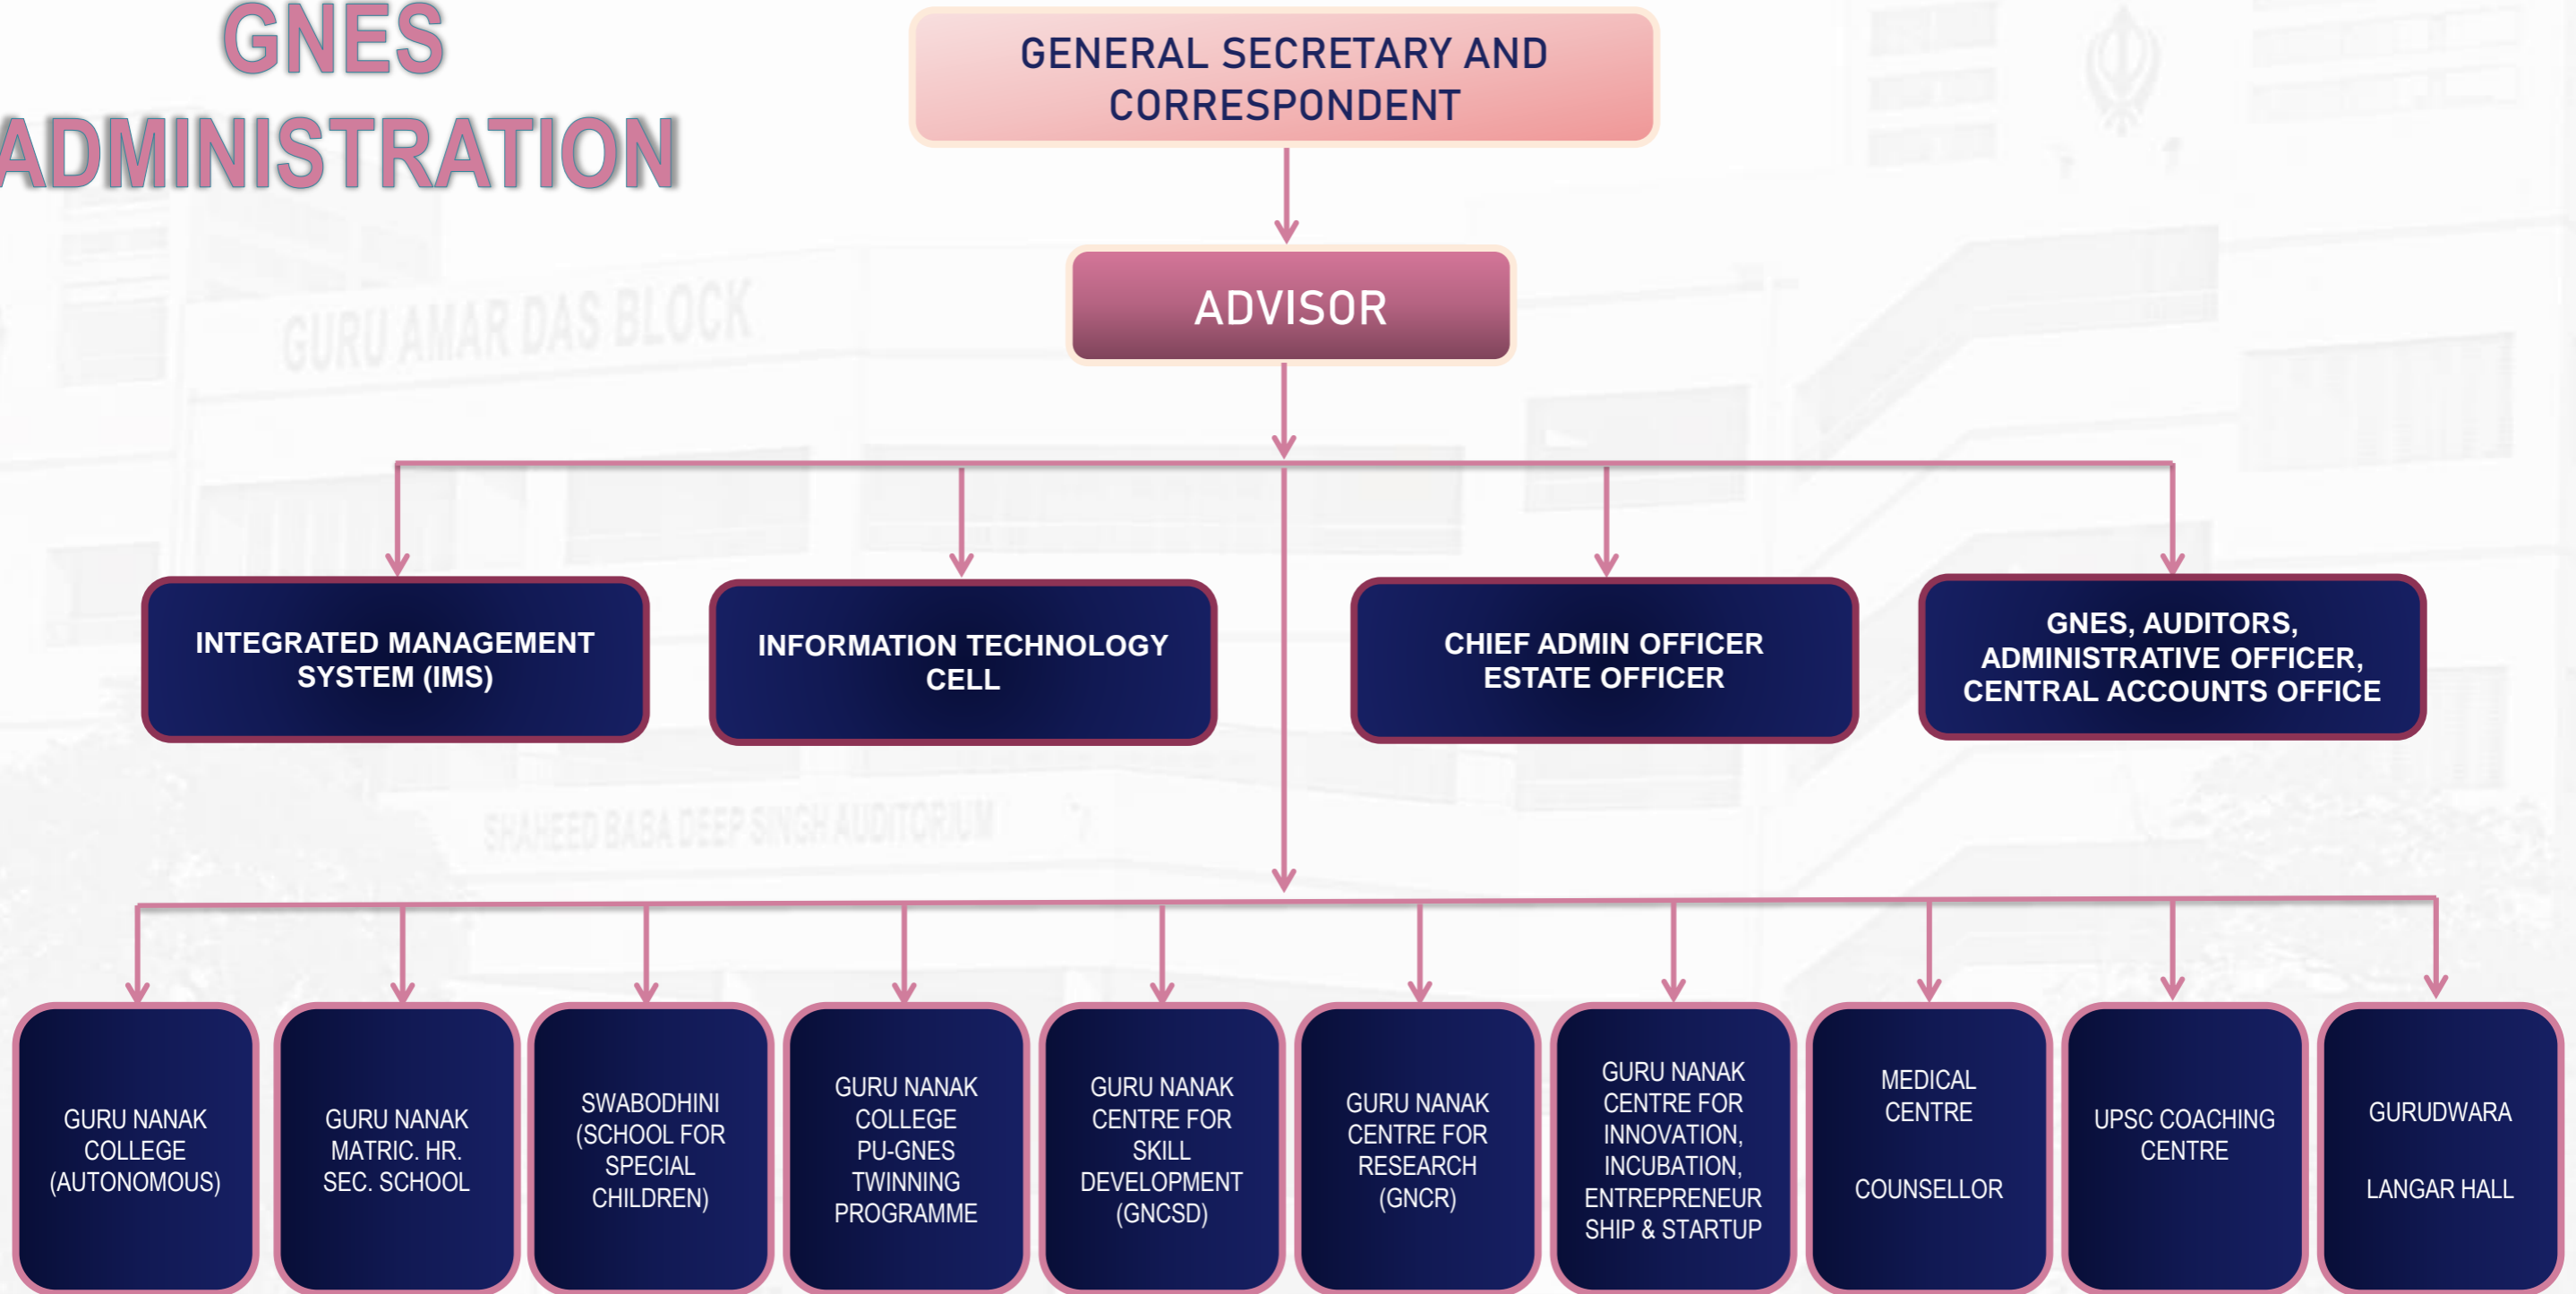 GNES
ADMINISTRATION
GENERAL SECRETARY AND
CORRESPONDENT
ADVISOR
GURU AMAR DAS BLOCK
INTEGRATED MANAGEMENT
SYSTEM (IMS)
INFORMATION TECHNOLOGY
CELL
CHIEF ADMIN OFFICER
ESTATE OFFICER
GNES, AUDITORS,
ADMINISTRATIVE OFFICER,
CENTRAL ACCOUNTS OFFICE
SHAHEED BABA DEEP SINGH AUDITORIUM
GURU NANAK
COLLEGE
(AUTONOMOUS)
GURU NANAK
MATRIC. HR.
SEC. SCHOOL
SWABODHINI
(SCHOOL FOR
SPECIAL
CHILDREN)
GURU NANAK
COLLEGE
PU-GNES
TWINNING
PROGRAMME
GURU NANAK
CENTRE FOR
SKILL
DEVELOPMENT
(GNCSD)
GURU NANAK
CENTRE FOR
RESEARCH
(GNCR)
GURU NANAK
CENTRE FOR
INNOVATION,
INCUBATION,
ENTREPRENEUR
SHIP & STARTUP
MEDICAL
CENTRE
COUNSELLOR
UPSC COACHING
CENTRE
GURUDWARA
LANGAR HALL